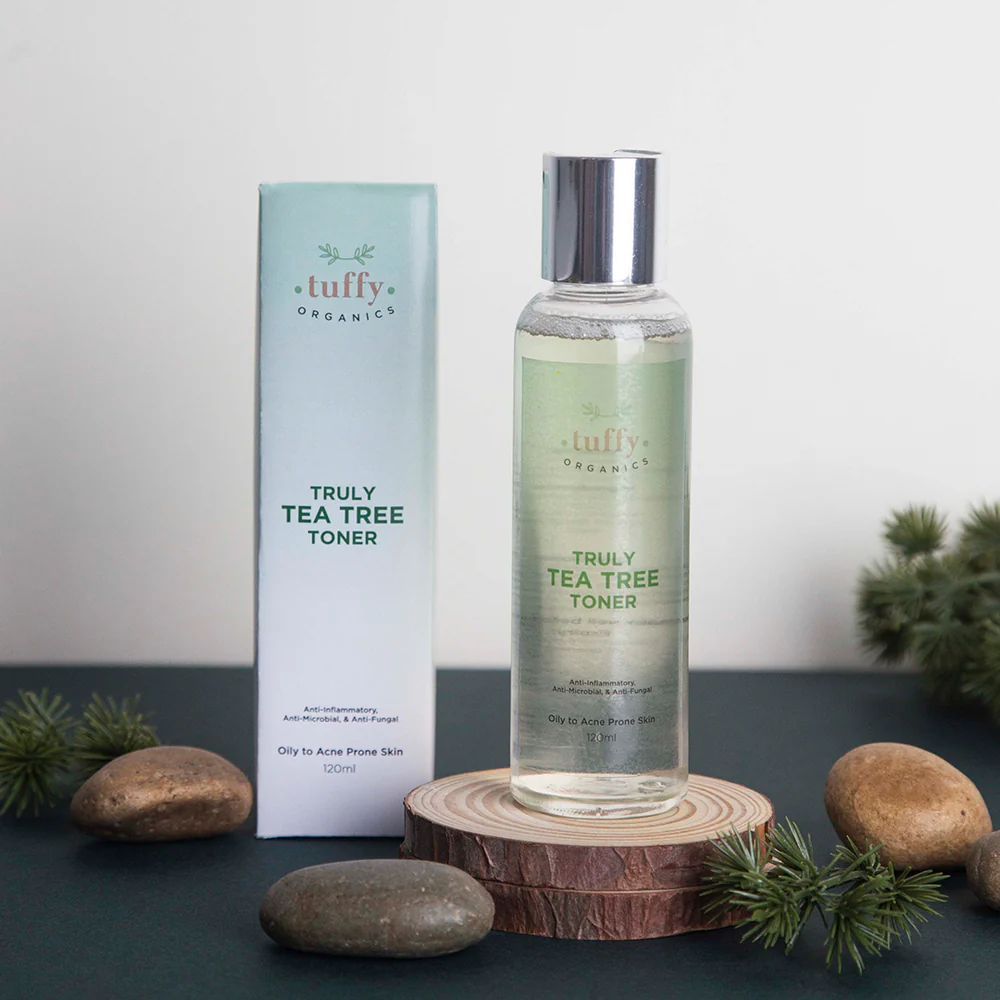 tuffy
ORGANICS
TRULY
TEA TREE
TONER
Anti-Inflammatory,
Anti-Microbial, & Anti-Fungal
Oily to Acne Prone Skin
120ml
tuffy
ORGANICS
TRULY
TEA TREE
TONER
Anti-Inflammatory,
Anti-Microbial, & Anti-Fungal
Oily to Acne Prone Skin
120ml